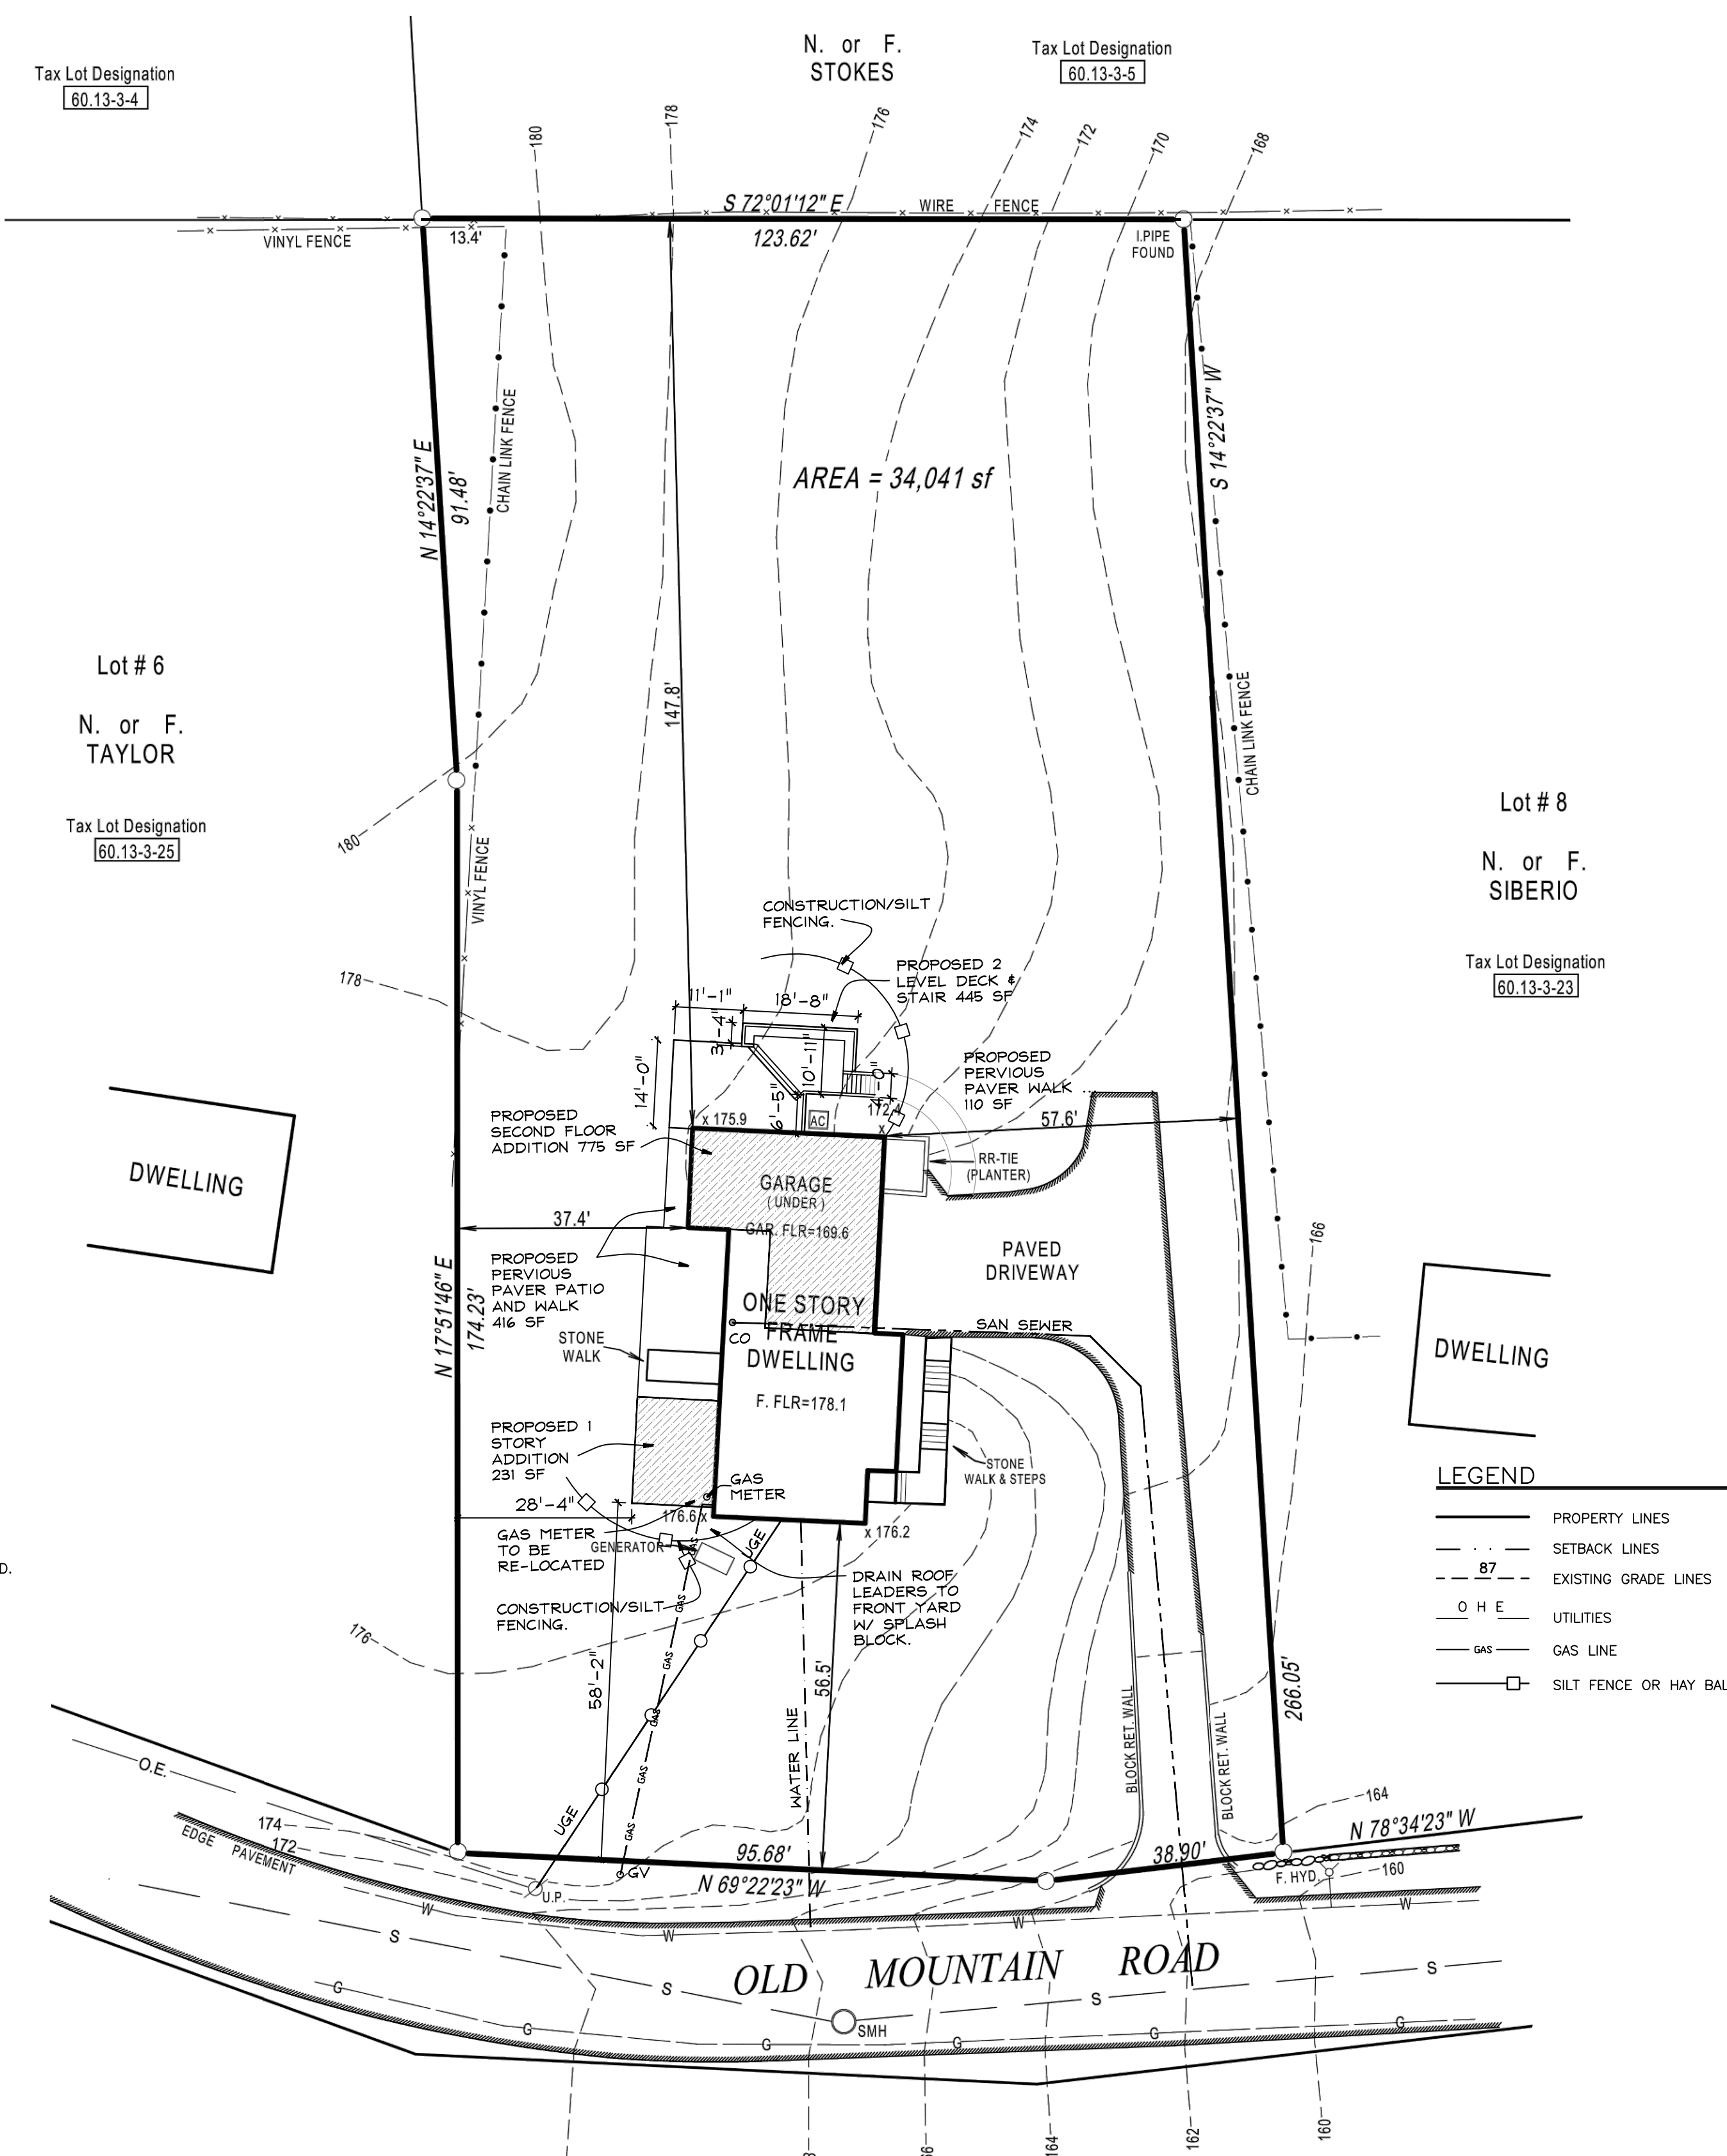 N. or F.
STOKES
Tax Lot Designation
60.13-3-5
Tax Lot Designation
60.13-3-4
180
178
176
174
172
170
168
S 72°01'12" E
WIRE FENCE
VINYL FENCE
13.4'
123.62'
I.PIPE
FOUND
N 14°22'37" E
91.48'
CHAIN LINK FENCE
S 14°22'37" W
AREA = 34,041 sf
147.8'
CHAIN LINK FENCE
Lot # 6
N. or F.
TAYLOR
Tax Lot Designation
60.13-3-25
180
VINYL FENCE
Lot # 8
N. or F.
SIBERIO
Tax Lot Designation
60.13-3-23
178
CONSTRUCTION/SILT
FENCING.
PROPOSED 2
LEVEL DECK &
STAIR 445 SF
11'-1"
18'-8"
3'-4"
10'-11"
14'-0"
6'-5"
4'-0"
PROPOSED
PERVIOUS
PAVER WALK
110 SF
x 175.9
AC
172.4
x
57.6'
PROPOSED
SECOND FLOOR
ADDITION 775 SF
DWELLING
GARAGE
( UNDER )
GAR. FLR=169.6
RR-TIE
(PLANTER)
37.4'
166
PAVED
DRIVEWAY
PROPOSED
PERVIOUS
PAVER PATIO
AND WALK
416 SF
N 17°51'46" E
174.23'
ONE STORY
FRAME
DWELLING
CO
SAN SEWER
STONE
WALK
F. FLR=178.1
DWELLING
PROPOSED 1
STORY
ADDITION
231 SF
STONE
WALK & STEPS
GAS
METER
28'-4"
176.6 x
x 176.2
GAS METER
TO BE
RE-LOCATED
GENERATOR
UGE
GAS
DRAIN ROOF
LEADERS TO
FRONT YARD
W/ SPLASH
BLOCK.
CONSTRUCTION/SILT
FENCING.
GAS
D.
LEGEND
PROPERTY LINES
SETBACK LINES
87
EXISTING GRADE LINES
O H E
UTILITIES
GAS
GAS LINE
SILT FENCE OR HAY BAL
176
58'-2"
GAS
56.5'
GAS
WATER LINE
BLOCK RET. WALL
BLOCK RET. WALL
266.05'
O.E.
GAS
UGE
GAS
164
174
172
EDGE PAVEMENT
95.68'
38.90'
N 78°34'23" W
GV
N 69°22'23" W
U.P.
F. HYD.
160
W
W
W
W
OLD MOUNTAIN ROAD
S
S
S
S
SMH
G
G
G
G
G
G
164
162
160